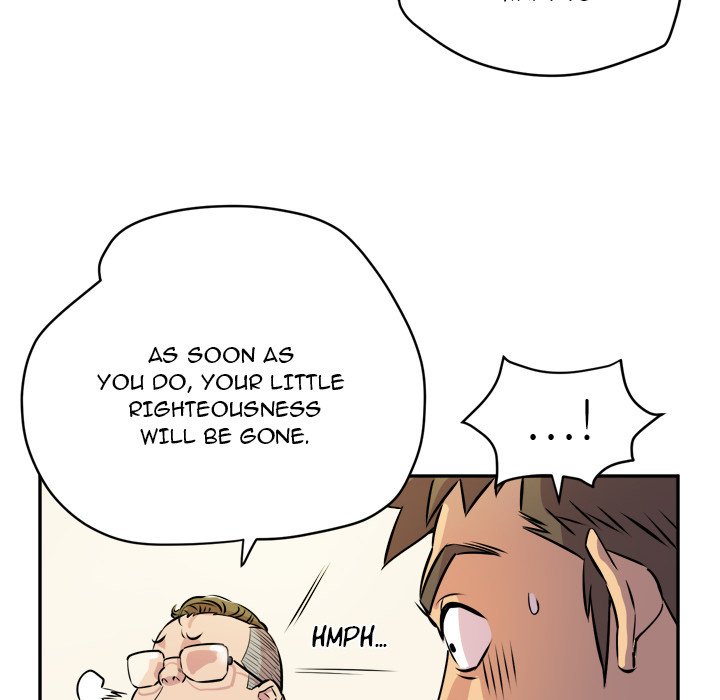 AS SOON AS
YOU DO, YOUR LITTLE
RIGHTEOUSNESS
WILL BE GONE.
...!
HMPH...